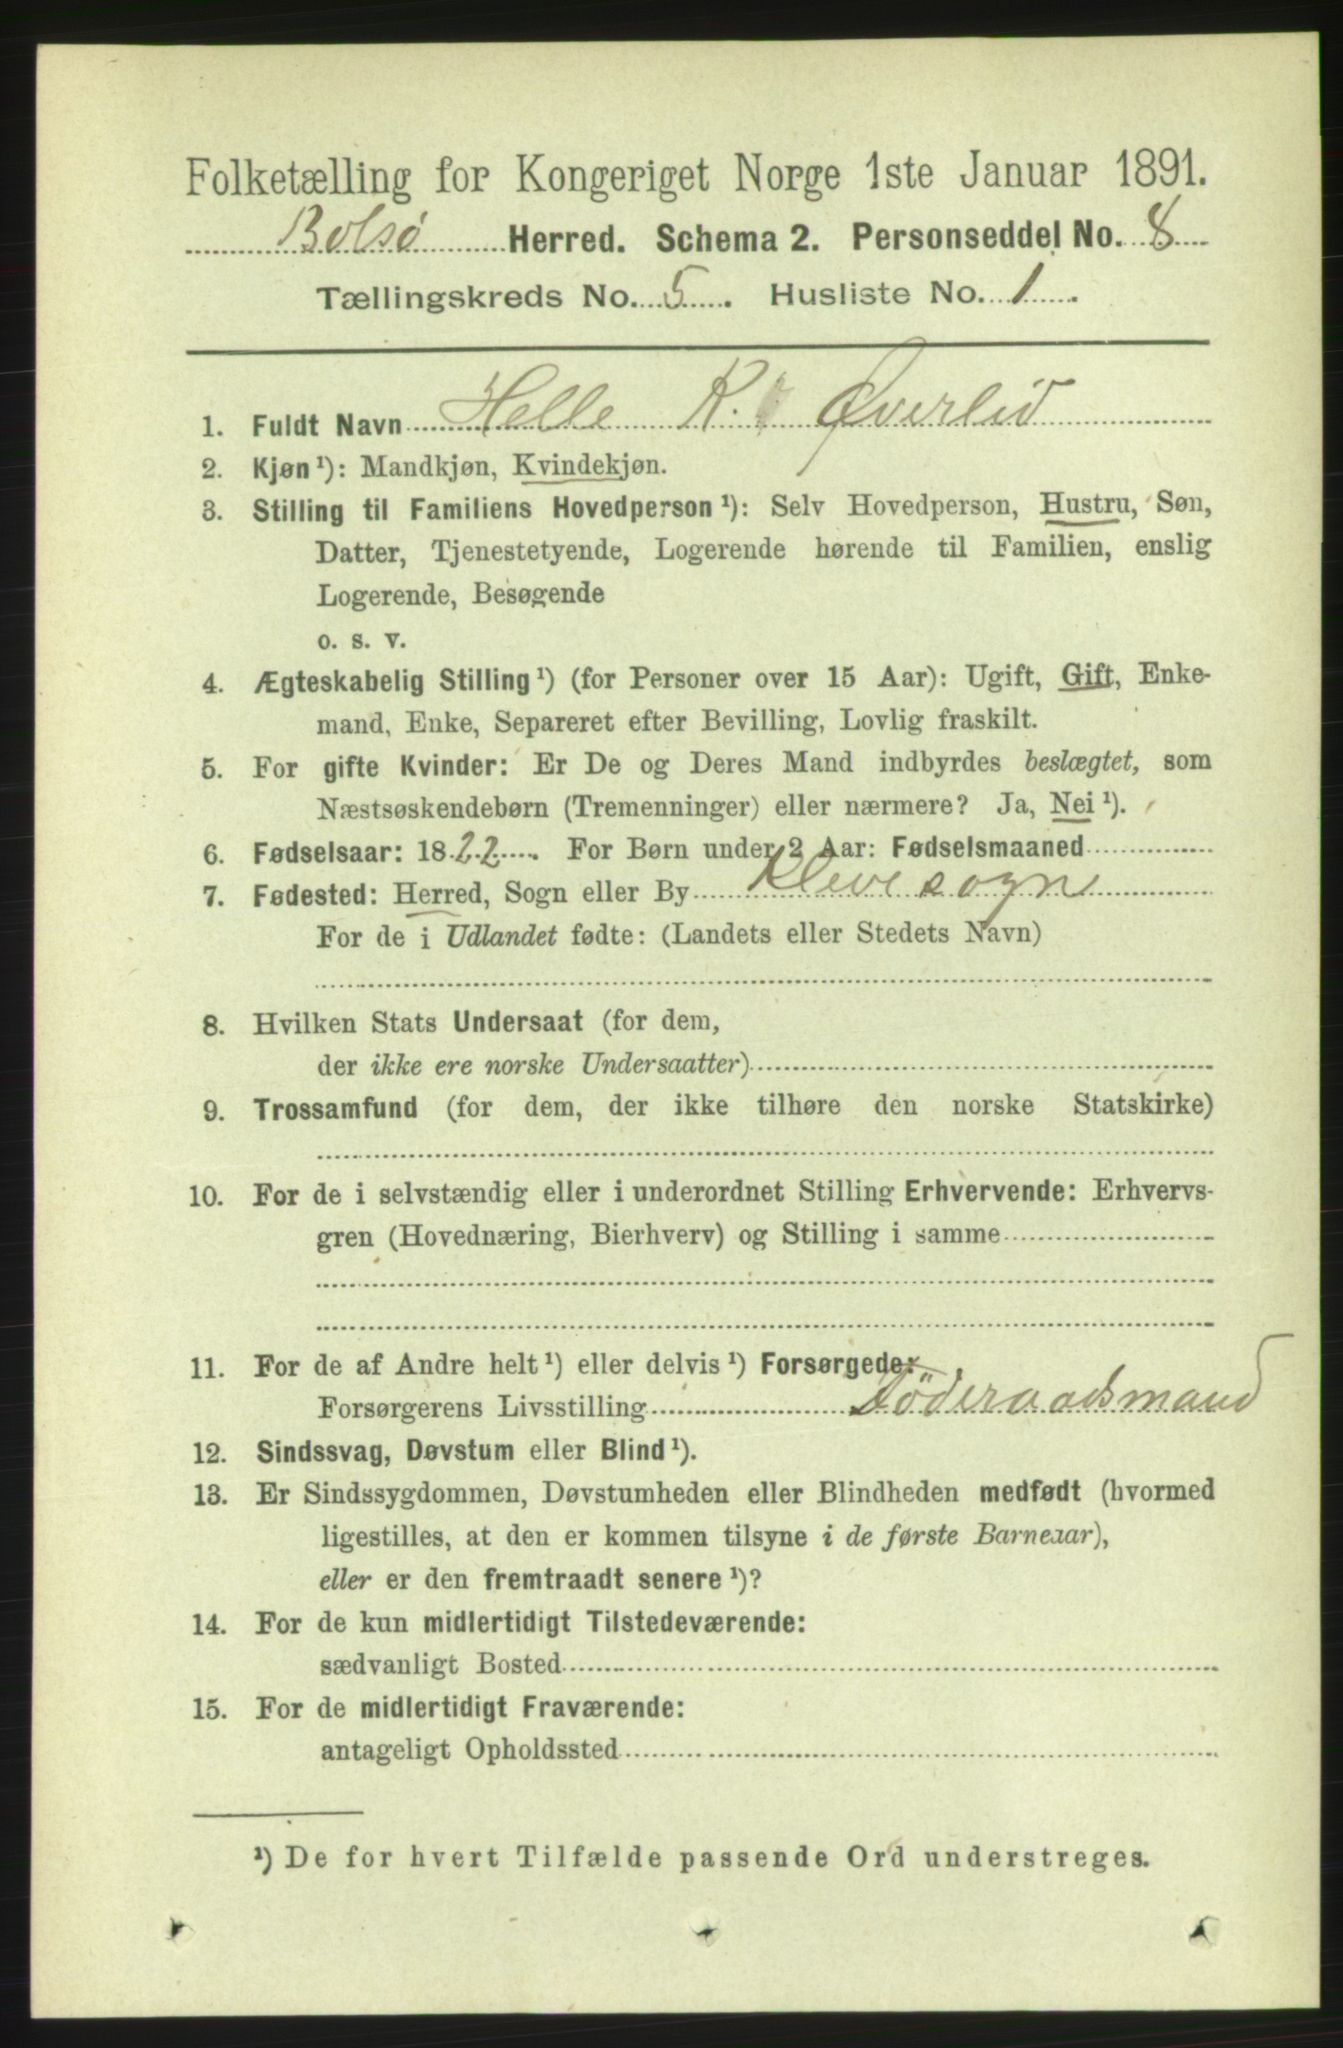 Folketælling for Kongeriget Norge 1ste Januar 1891.
Bolsø Herred. Schema 2. Personseddel No. 8
Tællingskreds No. 5. Husliste No. 1.
1. Fuldt Navn Helle K. Øverlid
2. Kjøn¹): Mandkjøn, Kvindekjøn.
3. Stilling til Familiens Hovedperson¹): Selv Hovedperson, Hustru, Søn,
Datter, Tjenestetyende, Logerende hørende til Familien, enslig
Logerende, Besøgende
o. s. v.
4. Ægteskabelig Stilling¹) (for Personer over 15 Aar): Ugift, Gift, Enke-
mand, Enke, Separeret efter Bevilling, Lovlig fraskilt.
5. For gifte Kvinder: Er De og Deres Mand indbyrdes beslægtet, som
Næstsøskendebørn (Tremenninger) eller nærmere? Ja, Nei¹).
6. Fødselsaar: 1822. For Børn under 2 Aar: Fødselsmaaned
7. Fødested: Herred, Sogn eller By Kleve sogn
For de i Udlandet fødte: (Landets eller Stedets Navn)
8. Hvilken Stats Undersaat (for dem,
der ikke ere norske Undersaatter)
9. Trossamfund (for dem, der ikke tilhøre den norske Statskirke)
10. For de i selvstændig eller i underordnet Stilling Erhvervende: Erhvervs-
gren (Hovednæring, Bierhverv) og Stilling i samme
11. For de af Andre helt¹) eller delvis¹) Forsørgede:
Forsørgerens Livsstilling Föderaadsmand
12. Sindssvag, Døvstum eller Blind¹).
13. Er Sindssygdommen, Døvstumheden eller Blindheden medfødt (hvormed
ligestilles, at den er kommen tilsyne i de første Barneaar),
eller er den fremtraadt senere¹)?
14. For de kun midlertidigt Tilstedeværende:
sædvanligt Bosted
15. For de midlertidigt Fraværende:
antageligt Opholdssted
¹) De for hvert Tilfælde passende Ord understreges.